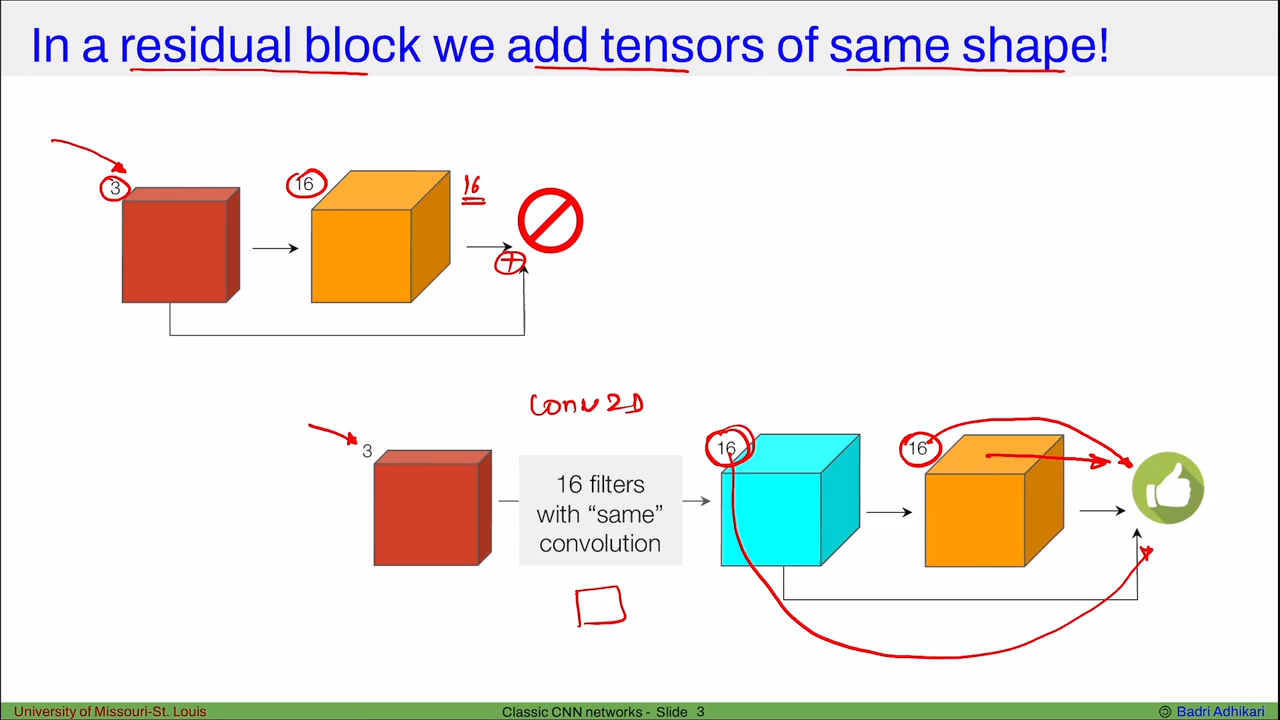 In a residual block we add tensors of same shape!
3
16
16
+
Conv2D
3
16 filters
with “same”
convolution
16
16
University of Missouri-St. Louis
Classic CNN networks - Slide 3
© Badri Adhikari